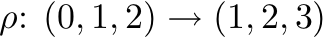 ρ: (0, 1, 2) → (1, 2, 3)